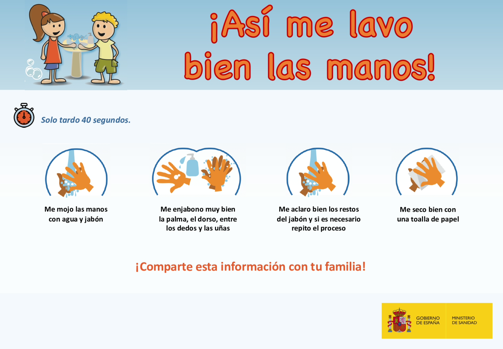 ¡Así me lavo
bien las manos!
Solo tardo 40 segundos.
Me mojo las manos
con agua y jabón
Me enjabono muy bien
la palma, el dorso, entre
los dedos y las uñas
Me aclaro bien los restos
del jabón y si es necesario
repito el proceso
Me seco bien con
una toalla de papel
¡Comparte esta información con tu familia!
GOBIERNO
DE ESPAÑA
MINISTERIO
DE SANIDAD